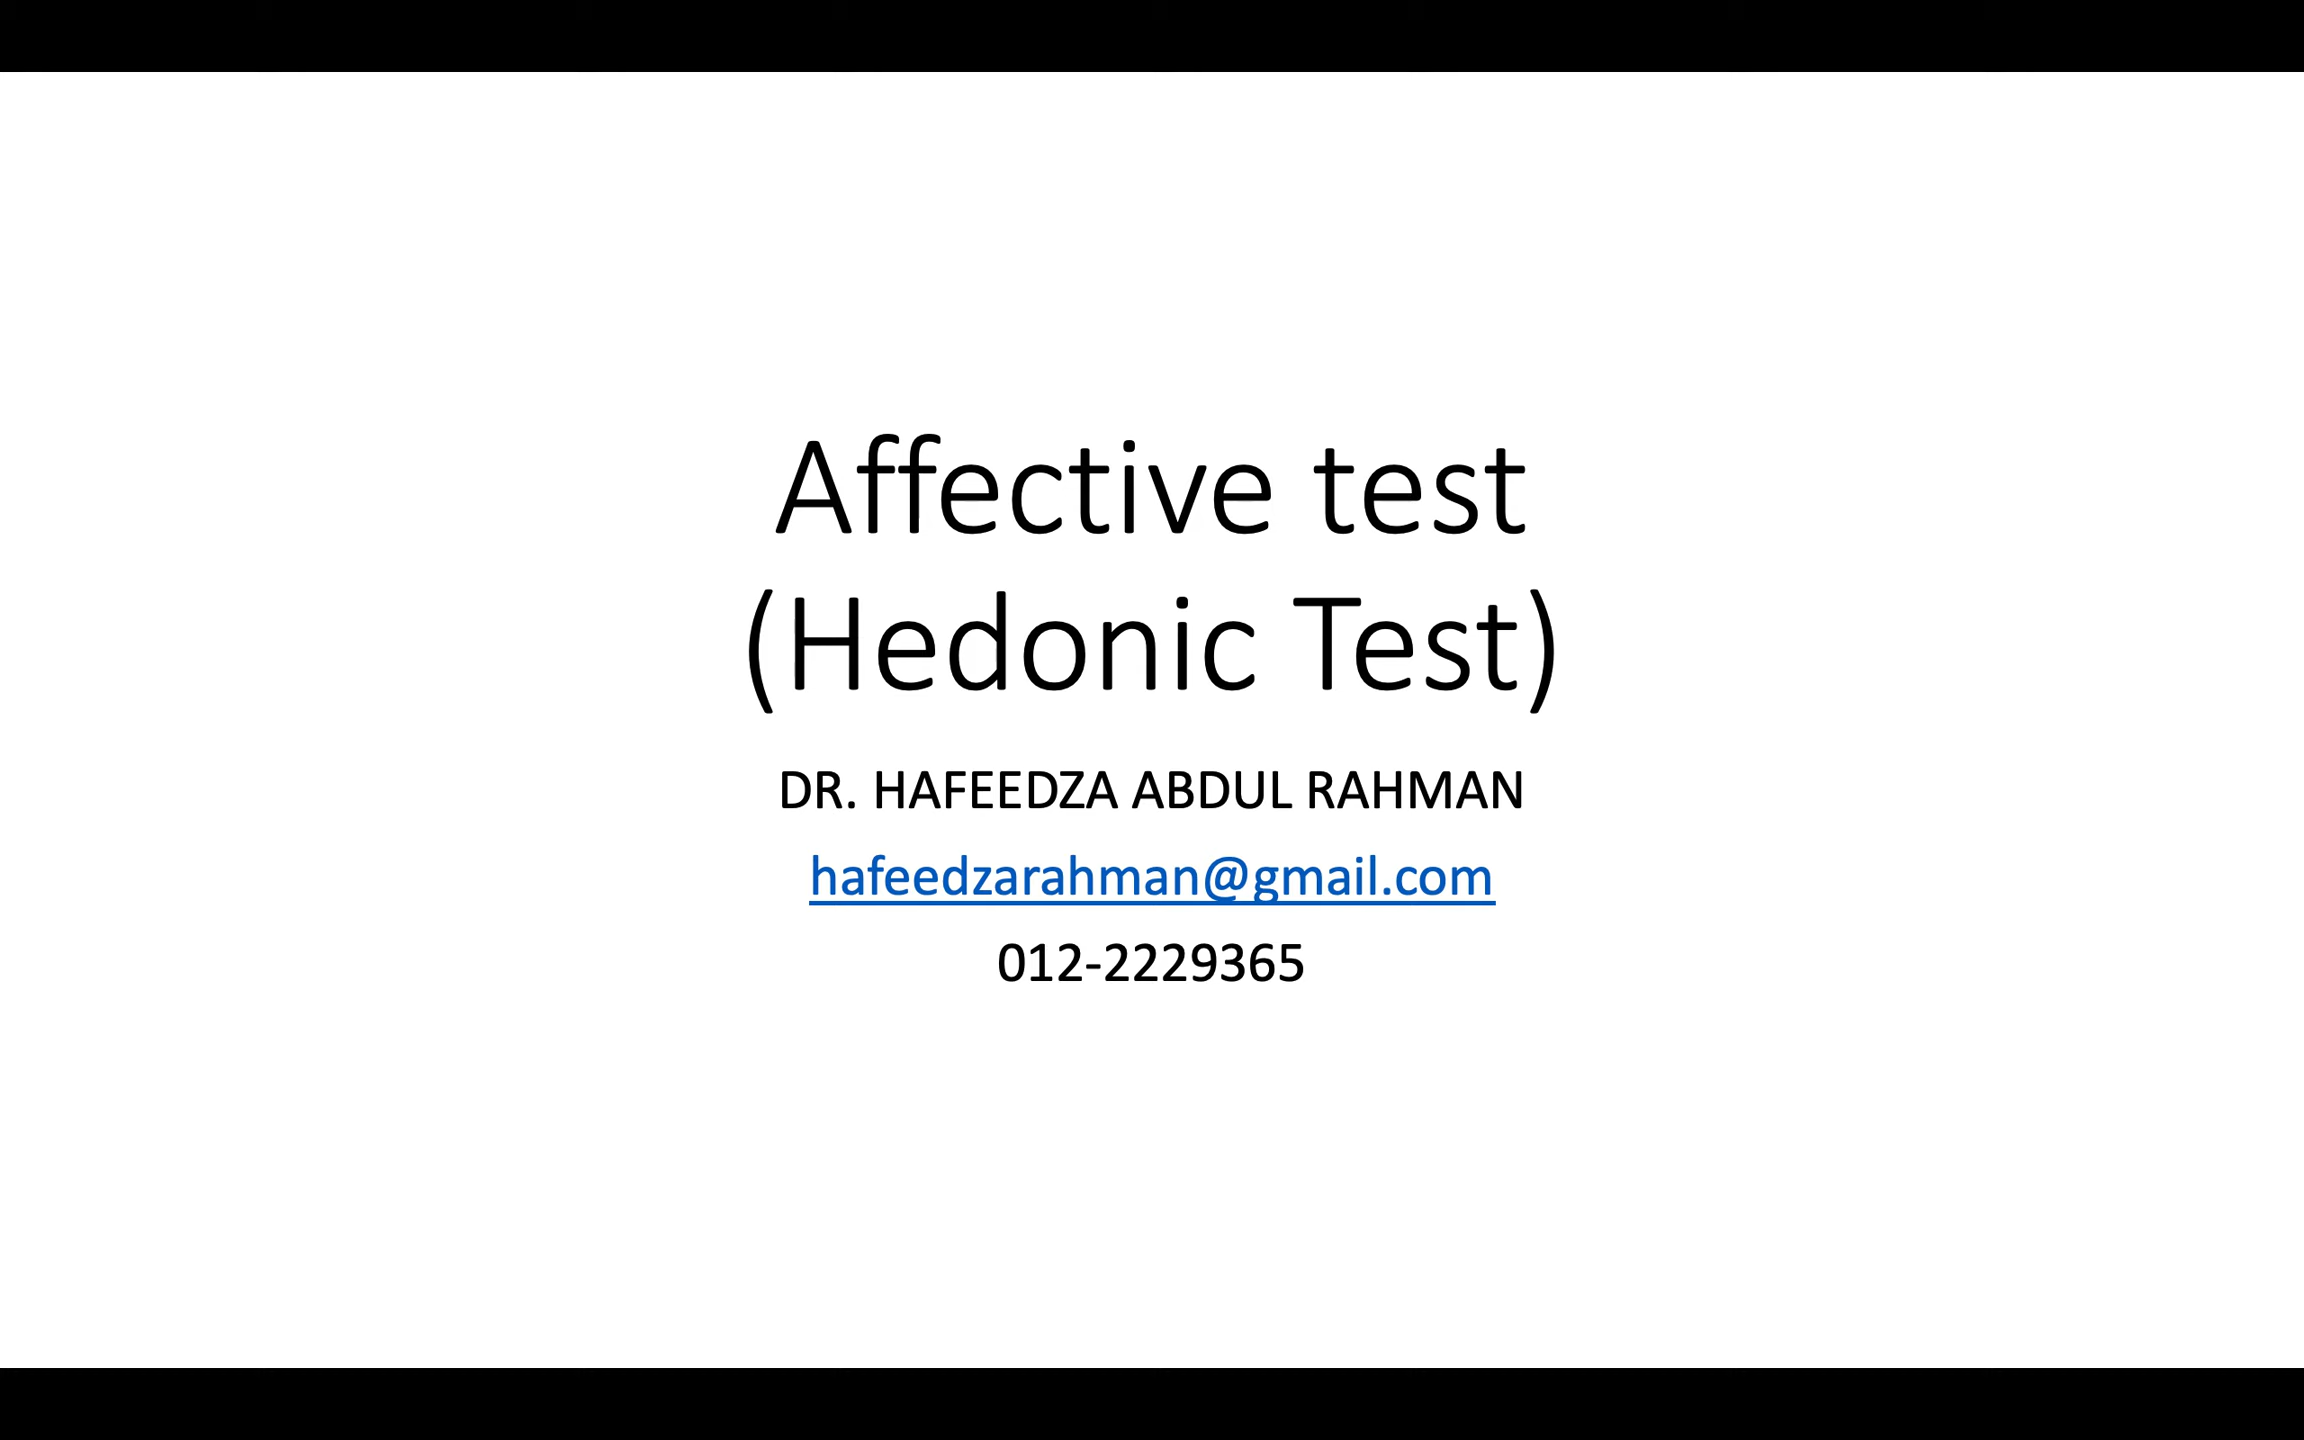 Affective test
(Hedonic Test)
DR. HAFEEDZA ABDUL RAHMAN
hafeedzarahman@gmail.com
012-2229365